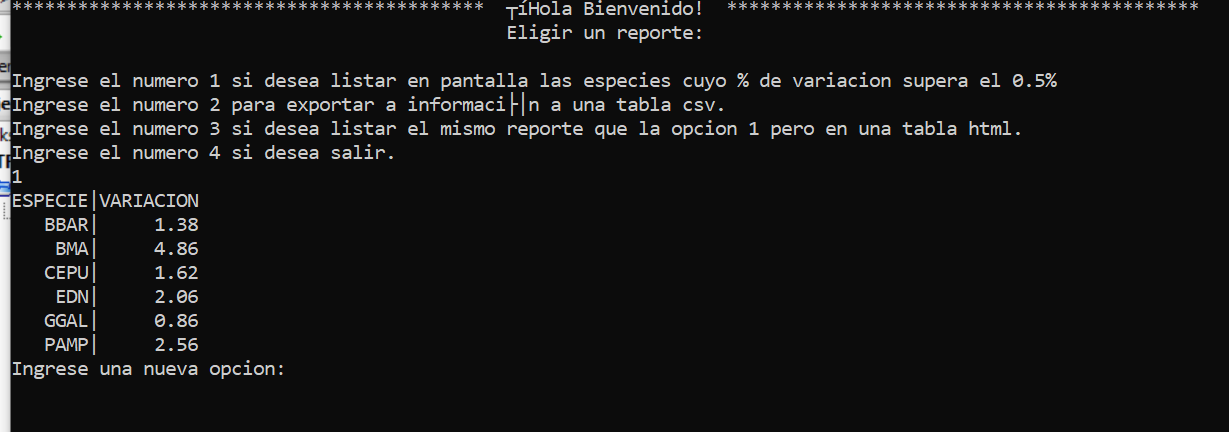 ****************************************** ┬íHola Bienvenido! ******************************************
Eligir un reporte:
Ingrese el numero 1 si desea listar en pantalla las especies cuyo % de variacion supera el 0.5%
Ingrese el numero 2 para exportar a informaci├│n a una tabla csv.
Ingrese el numero 3 si desea listar el mismo reporte que la opcion 1 pero en una tabla html.
Ingrese el numero 4 si desea salir.
1
ESPECIE|VARIACION
BBAR| 1.38
BMA| 4.86
CEPU| 1.62
EDN| 2.06
GGAL| 0.86
PAMP| 2.56
Ingrese una nueva opcion: